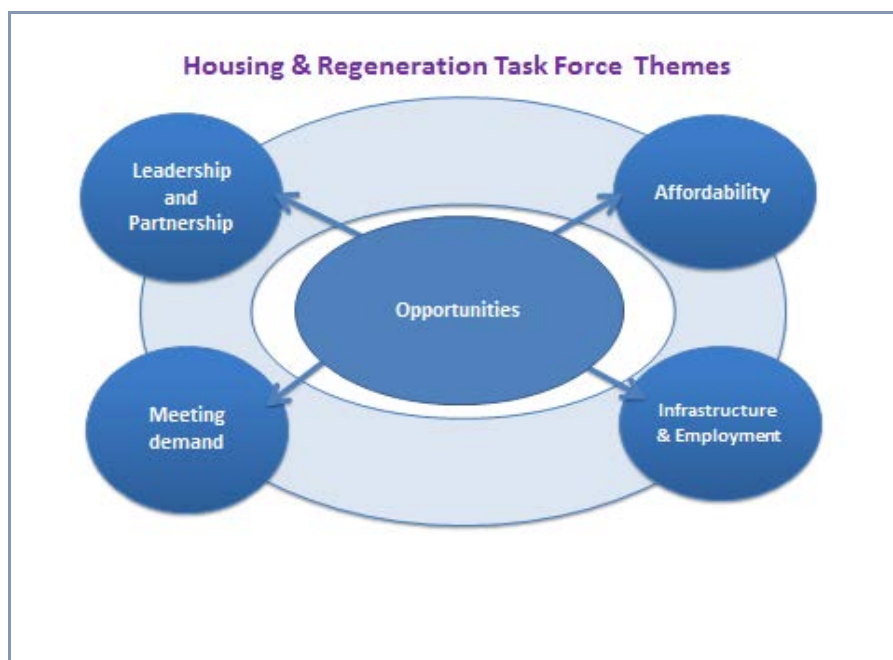 Housing & Regeneration Task Force Themes
Leadership
and
Partnership
Affordability
Opportunities
Meeting
demand
Infrastructure
& Employment